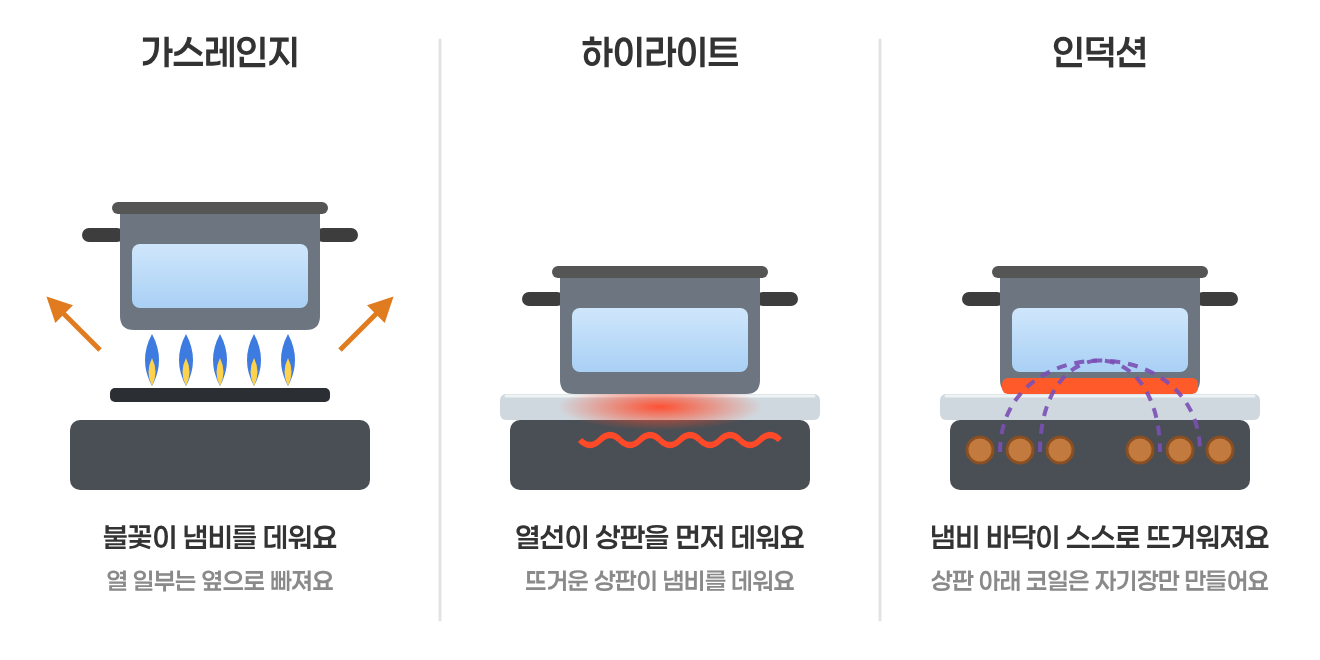 가스레인지
하이라이트
인덕션
불꽃이 냄비를 데워요
열 일부는 옆으로 빠져요
열선이 상판을 먼저 데워요
뜨거운 상판이 냄비를 데워요
냄비 바닥이 스스로 뜨거워져요
상판 아래 코일은 자기장만 만들어요